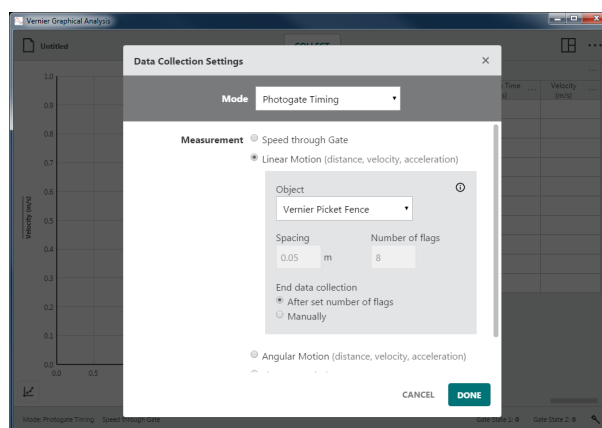 Vernier Graphical Analysis
Untitled
COLLECT
Data Collection Settings
×
Mode Photogate Timing
Time ... Velocity ...
(m/s)
Measurement Speed through Gate
Linear Motion (distance, velocity, acceleration)
Object
Vernier Picket Fence
Spacing Number of flags
0.05 m 8
End data collection
After set number of flags
Manually
Angular Motion (distance, velocity, acceleration)
CANCEL DONE
Velocity (m/s)
1.0
0.9
0.8
0.7
0.6
0.5
0.4
0.3
0.2
0.1
0.0
0.0 0.5
Mode: Photogate Timing Speed through Gate Gate State 1: 0 Gate State 2: 0